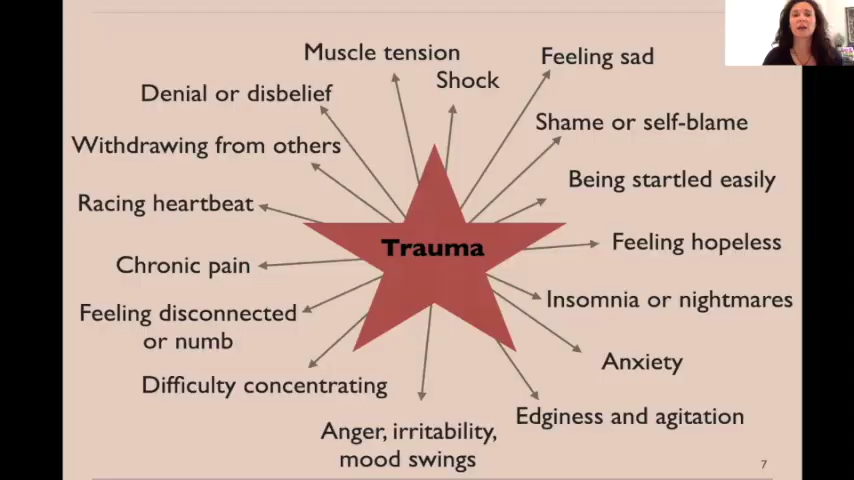 Muscle tension
Shock
Feeling sad
Denial or disbelief
Shame or self-blame
Withdrawing from others
Being startled easily
Racing heartbeat
Trauma
Feeling hopeless
Chronic pain
Insomnia or nightmares
Feeling disconnected
or numb
Anxiety
Difficulty concentrating
Edginess and agitation
Anger, irritability,
mood swings
7